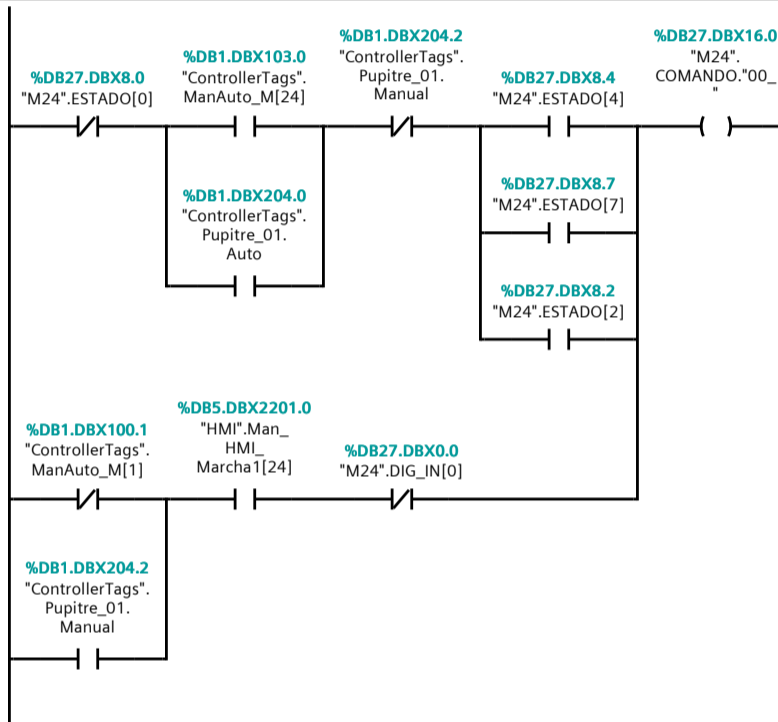 %DB27.DBX8.0
"M24".ESTADO[0]
%DB1.DBX103.0
"ControllerTags".
ManAuto_M[24]
%DB1.DBX204.2
"ControllerTags".
Pupitre_01.
Manual
%DB27.DBX8.4
"M24".ESTADO[4]
%DB27.DBX16.0
"M24".
COMANDO."00_
"
%DB1.DBX204.0
"ControllerTags".
Pupitre_01.
Auto
%DB27.DBX8.7
"M24".ESTADO[7]
%DB27.DBX8.2
"M24".ESTADO[2]
%DB1.DBX100.1
"ControllerTags".
ManAuto_M[1]
%DB5.DBX2201.0
"HMI".Man_
HMI_
Marcha1[24]
%DB27.DBX0.0
"M24".DIG_IN[0]
%DB1.DBX204.2
"ControllerTags".
Pupitre_01.
Manual